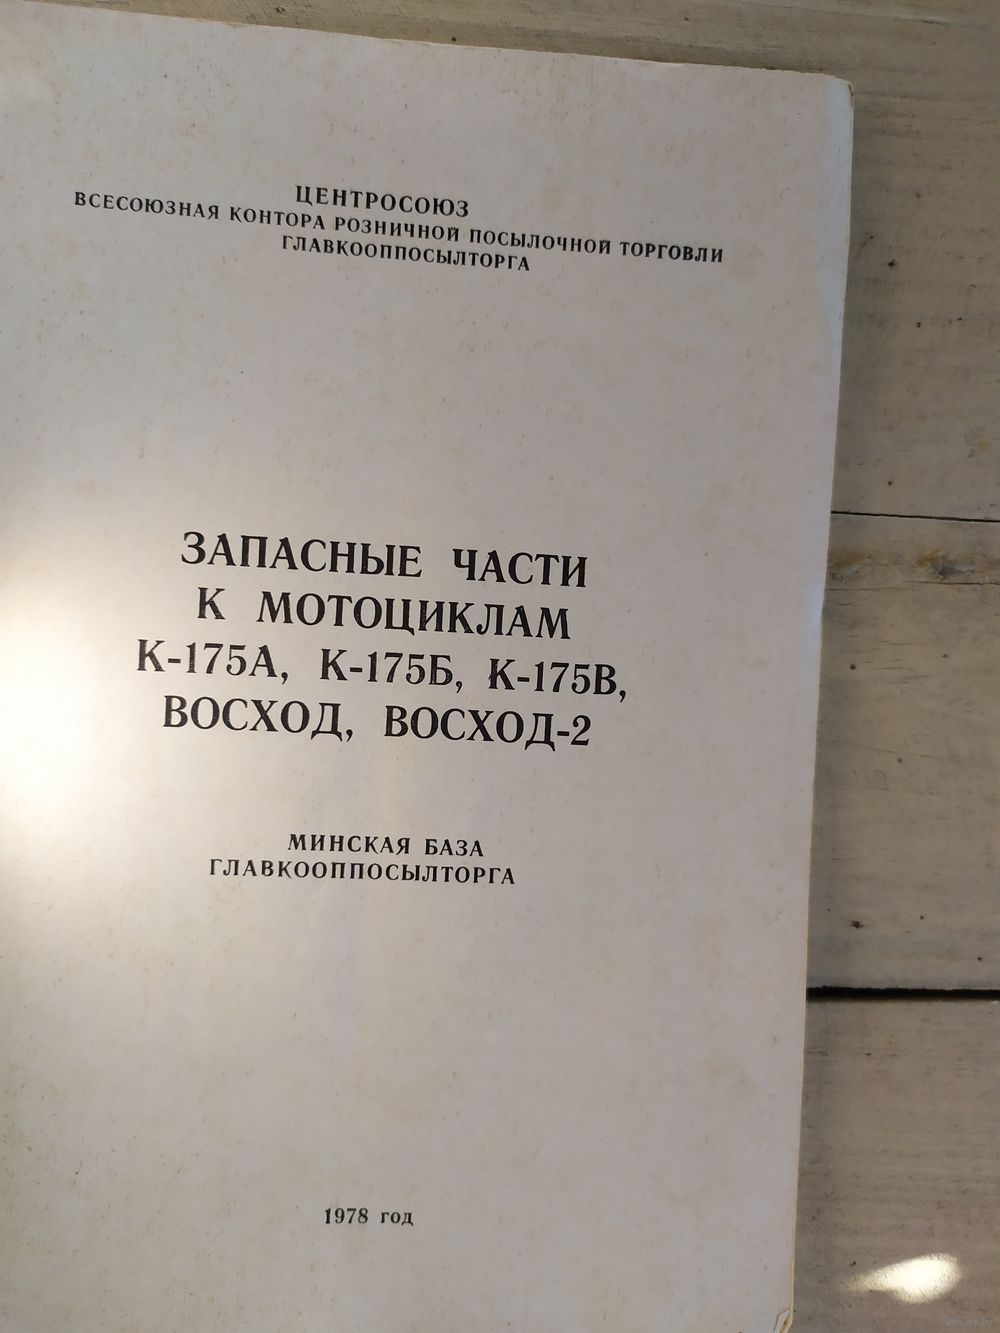 ЦЕНТРОСОЮЗ
ВСЕСОЮЗНАЯ КОНТОРА РОЗНИЧНОЙ ПОСЫЛОЧНОЙ ТОРГОВЛИ
ГЛАВКООППОСЫЛТОРГА
ЗАПАСНЫЕ ЧАСТИ
К МОТОЦИКЛАМ
К-175А, К-175Б, К-175В,
ВОСХОД, ВОСХОД-2
МИНСКАЯ БАЗА
ГЛАВКООППОСЫЛТОРГА
1978 год